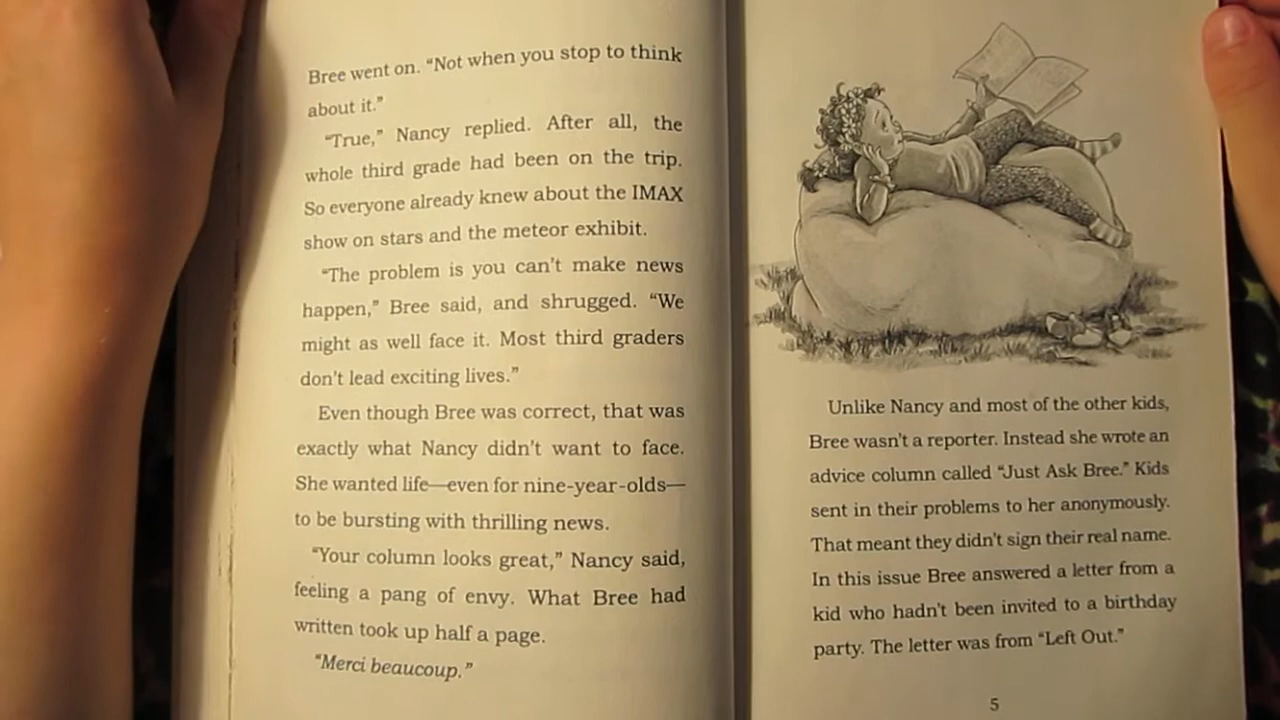 Bree went on. “Not when you stop to think
about it.”
“True,” Nancy replied. After all, the
whole third grade had been on the trip.
So everyone already knew about the IMAX
show on stars and the meteor exhibit.
“The problem is you can’t make news
happen,” Bree said, and shrugged. “We
might as well face it. Most third graders
don’t lead exciting lives.”
Even though Bree was correct, that was
exactly what Nancy didn’t want to face.
She wanted life—even for nine-year-olds—
to be bursting with thrilling news.
“Your column looks great,” Nancy said,
feeling a pang of envy. What Bree had
written took up half a page.
“Merci beaucoup.”
Unlike Nancy and most of the other kids,
Bree wasn’t a reporter. Instead she wrote an
advice column called “Just Ask Bree.” Kids
sent in their problems to her anonymously.
That meant they didn’t sign their real name.
In this issue Bree answered a letter from a
kid who hadn’t been invited to a birthday
party. The letter was from “Left Out.”
5